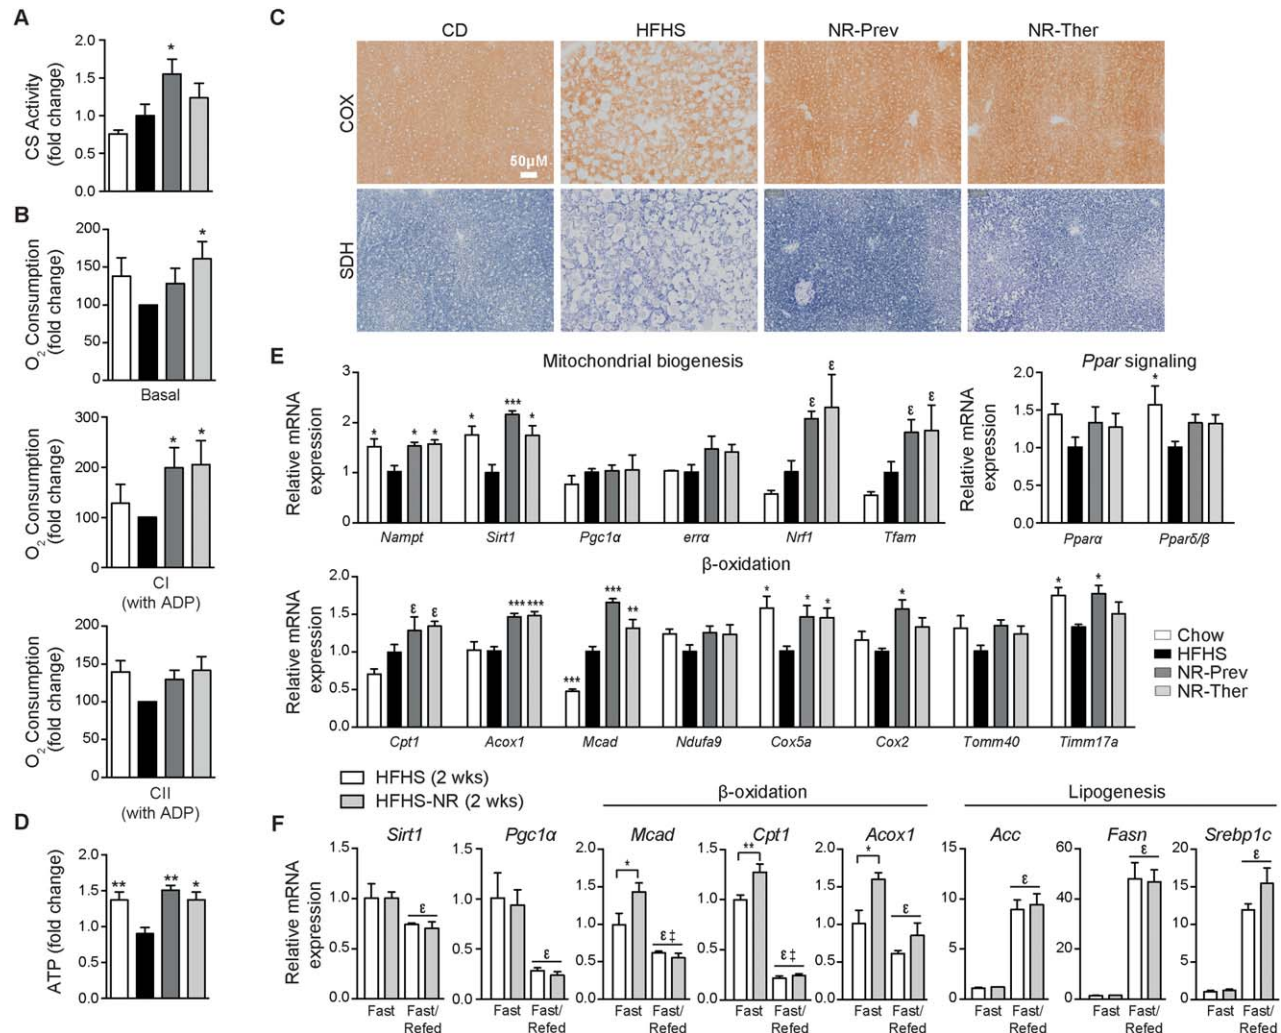 A
CS Activity
(fold change)
2.0
1.5
1.0
0.5
0.0
*
B
O2 Consumption
(fold change)
200
150
100
50
0
*
Basal
O2 Consumption
(fold change)
300
200
100
0
* *
CI
(with ADP)
O2 Consumption
(fold change)
200
150
100
50
0
CII
(with ADP)
D
ATP (fold change)
2.0
1.5
1.0
0.5
0.0
** ** *
C
CD HFHS NR-Prev NR-Ther
COX
50μM
SDH
E
Mitochondrial biogenesis
Relative mRNA
expression
3
2
1
0
* * * * *** * ε ε ε ε
Nampt Sirt1 Pgc1α errα Nrf1 Tfam
Ppar signaling
Relative mRNA
expression
2.0
1.5
1.0
0.5
0.0
*
Pparα Pparδ/β
β-oxidation
Relative mRNA
expression
2.0
1.5
1.0
0.5
0.0
ε ε *** *** *** *** ** * * * * * *
Cpt1 Acox1 Mcad Ndufa9 Cox5a Cox2 Tomm40 Timm17a
Chow
HFHS
NR-Prev
NR-Ther
HFHS (2 wks)
HFHS-NR (2 wks)
F
β-oxidation
Lipogenesis
Relative mRNA
expression
Sirt1
1.5
1.0
0.5
0.0
ε
Fast Fast/
Refed
Pgc1α
1.5
1.0
0.5
0.0
ε
Fast Fast/
Refed
Mcad
2.0
1.5
1.0
0.5
0.0
*
ε ‡
Fast Fast/
Refed
Cpt1
1.5
1.0
0.5
0.0
**
ε ‡
Fast Fast/
Refed
Acox1
2.0
1.5
1.0
0.5
0.0
*
ε
Fast Fast/
Refed
Acc
15
10
5
0
ε
Fast Fast/
Refed
Fasn
60
40
20
0
ε
Fast Fast/
Refed
Srebp1c
20
15
10
5
0
ε
Fast Fast/
Refed